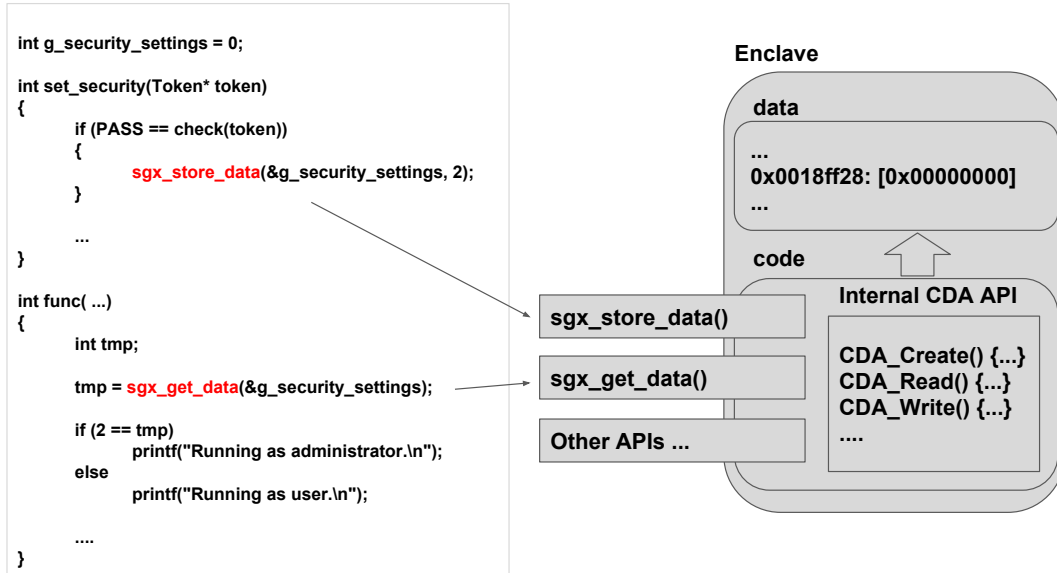 int g_security_settings = 0;
int set_security(Token* token)
{
if (PASS == check(token))
{
sgx_store_data(&g_security_settings, 2);
}
...
}
int func( ...)
{
int tmp;
tmp = sgx_get_data(&g_security_settings);
if (2 == tmp)
printf("Running as administrator.\n");
else
printf("Running as user.\n");
....
}
Enclave
data
...
0x0018ff28: [0x00000000]
...
code
Internal CDA API
sgx_store_data()
sgx_get_data()
Other APIs ...
CDA_Create() {...}
CDA_Read() {...}
CDA_Write() {...}
....